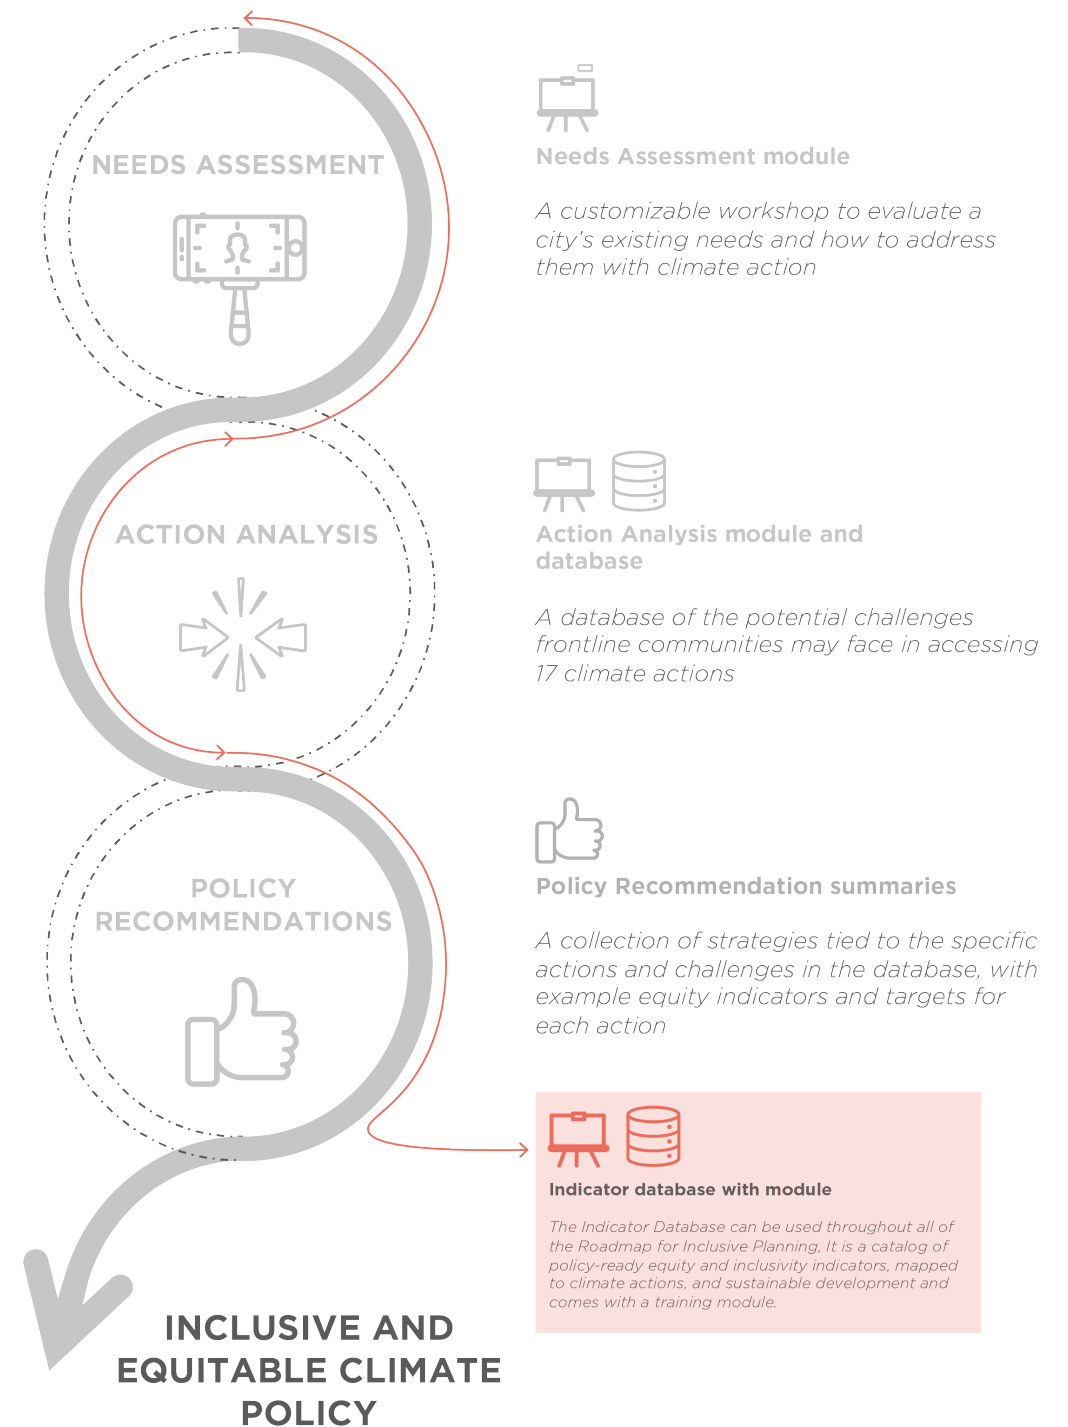 NEEDS ASSESSMENT
Needs Assessment module
A customizable workshop to evaluate a
city's existing needs and how to address
them with climate action
ACTION ANALYSIS
Action Analysis module and
database
A database of the potential challenges
frontline communities may face in accessing
17 climate actions
POLICY
RECOMMENDATIONS
Policy Recommendation summaries
A collection of strategies tied to the specific
actions and challenges in the database, with
example equity indicators and targets for
each action
Indicator database with module
The Indicator Database can be used throughout all of
the Roadmap for Inclusive Planning, It is a catalog of
policy-ready equity and inclusivity indicators, mapped
to climate actions, and sustainable development and
comes with a training module.
INCLUSIVE AND
EQUITABLE CLIMATE
POLICY